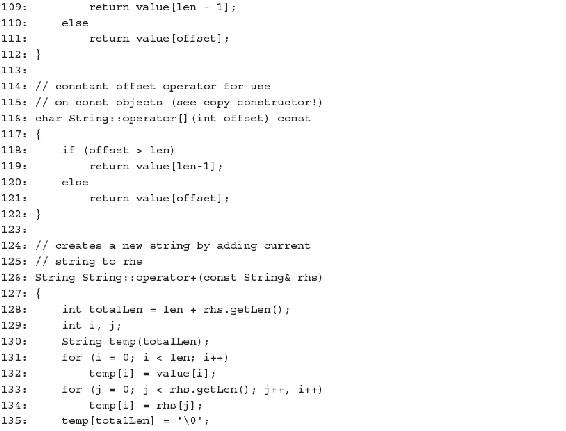 109:         return value[len - 1];
110:     else
111:         return value[offset];
112: }
113:
114: // constant offset operator for use
115: // on const objects (see copy constructor!)
116: char String::operator[](int offset) const
117: {
118:     if (offset > len)
119:         return value[len-1];
120:     else
121:         return value[offset];
122: }
123:
124: // creates a new string by adding current
125: // string to rhs
126: String String::operator+(const String& rhs)
127: {
128:     int totalLen = len + rhs.getLen();
129:     int i, j;
130:     String temp(totalLen);
131:     for (i = 0; i < len; i++)
132:         temp[i] = value[i];
133:     for (j = 0; j < rhs.getLen(); j++, i++)
134:         temp[i] = rhs[j];
135:     temp[totalLen] = '\0';